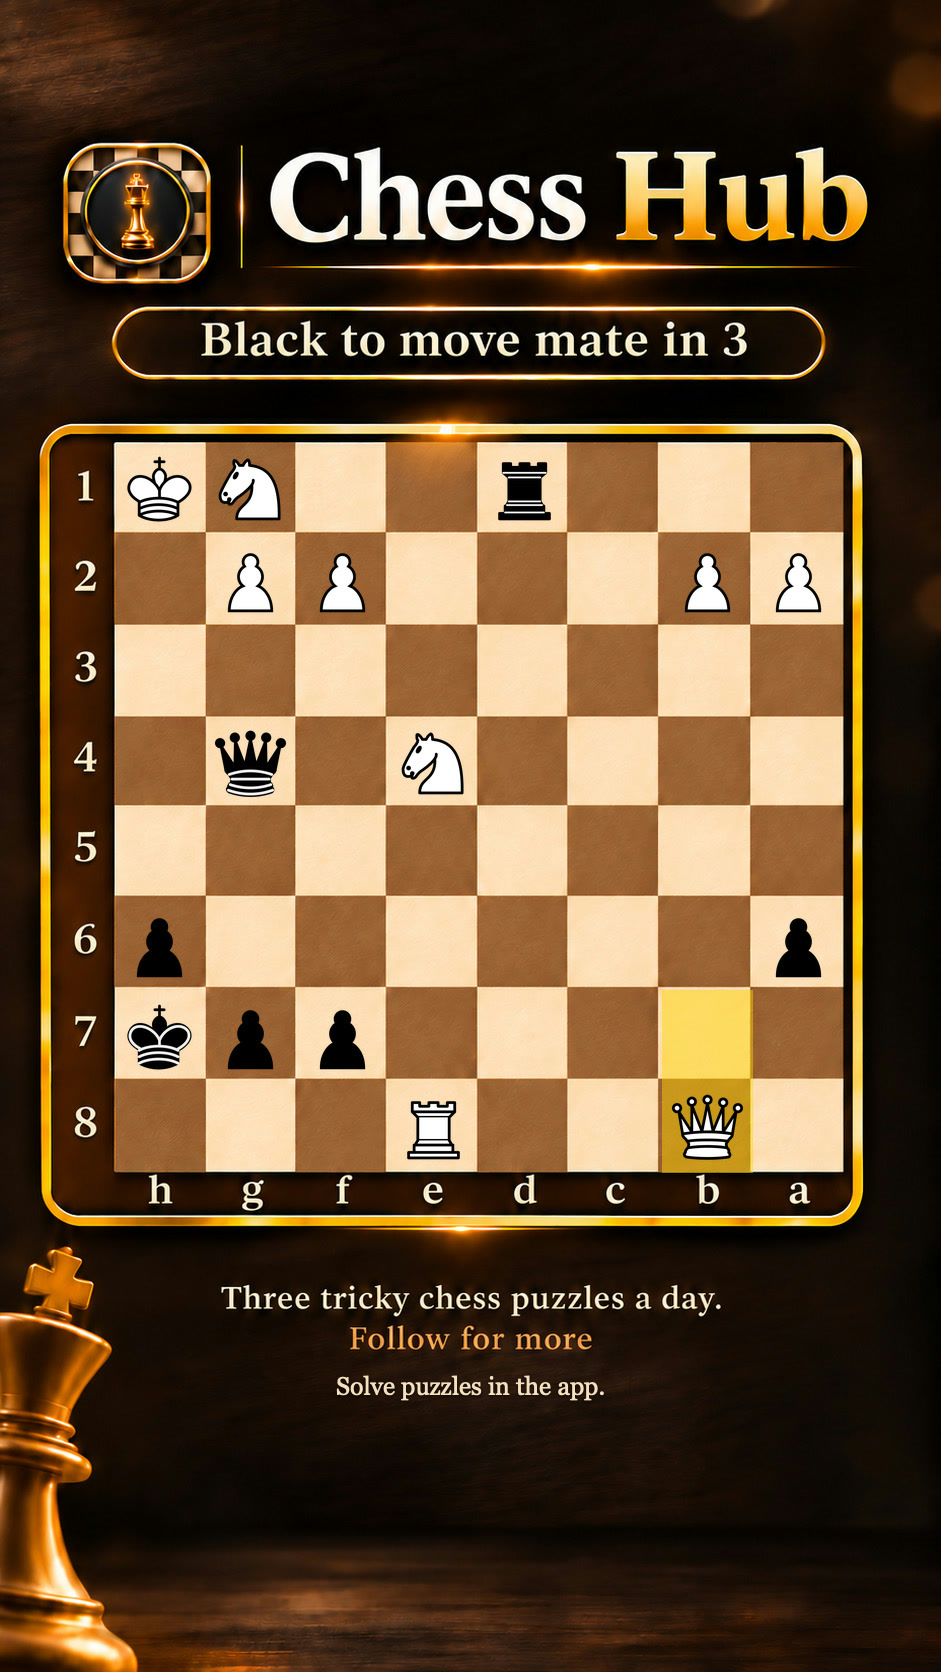 Chess Hub
Black to move mate in 3
1
2
3
4
5
6
7
8
h g f e d c b a
Three tricky chess puzzles a day.
Follow for more
Solve puzzles in the app.